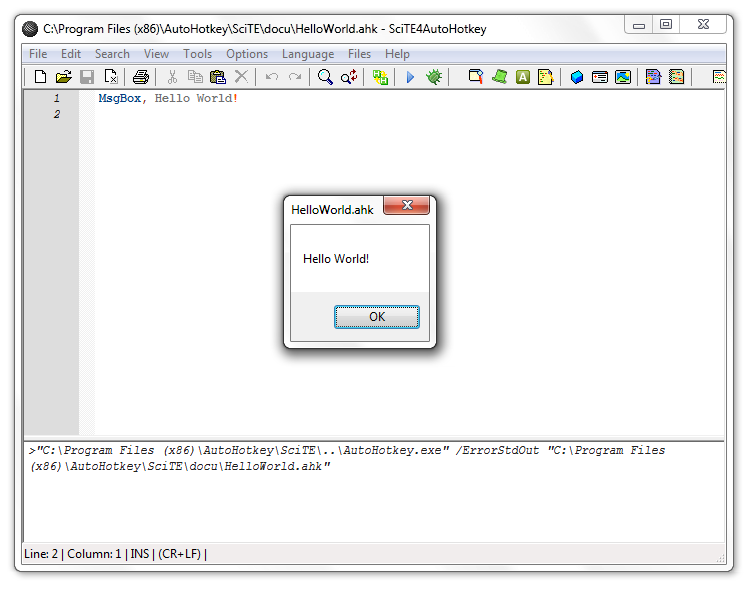 C:\Program Files (x86)\AutoHotkey\SciTE\docu\HelloWorld.ahk - SciTE4AutoHotkey
File Edit Search View Tools Options Language Files Help
1 MsgBox, Hello World!
2
HelloWorld.ahk
Hello World!
OK
>"C:\Program Files (x86)\AutoHotkey\SciTE\..\AutoHotkey.exe" /ErrorStdOut "C:\Program Files
(x86)\AutoHotkey\SciTE\docu\HelloWorld.ahk"
Line: 2 | Column: 1 | INS | (CR+LF) |